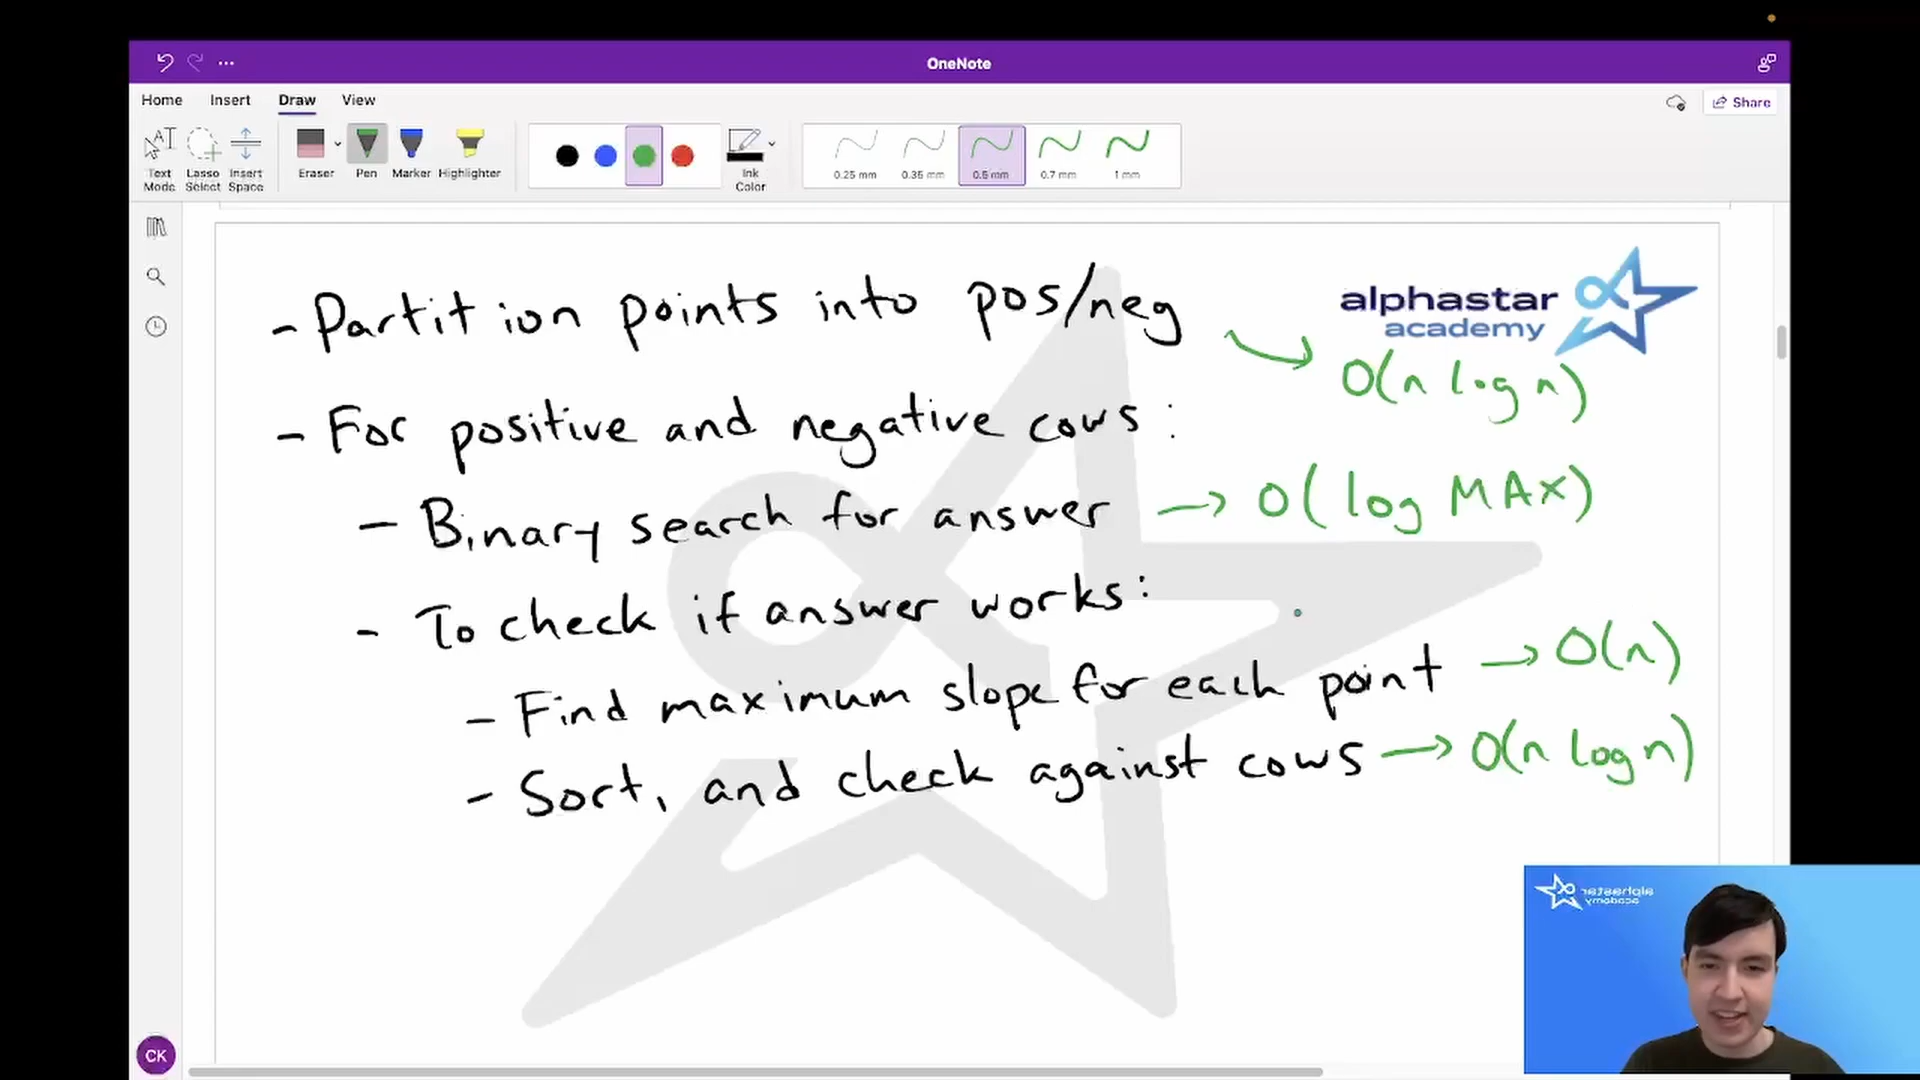 OneNote
Home Insert Draw View
Share
Text Mode
Lasso Select
Insert Space
Eraser
Pen
Marker
Highlighter
Ink Color
0.25 mm
0.35 mm
0.5 mm
0.7 mm
1 mm
alphastar
academy
- Partition points into pos/neg
O(n log n)
- For positive and negative cows:
- Binary search for answer → O(log MAX)
- To check if answer works:
- Find maximum slope for each point → O(n)
- Sort, and check against cows → O(n log n)
CK
alphastar
academy